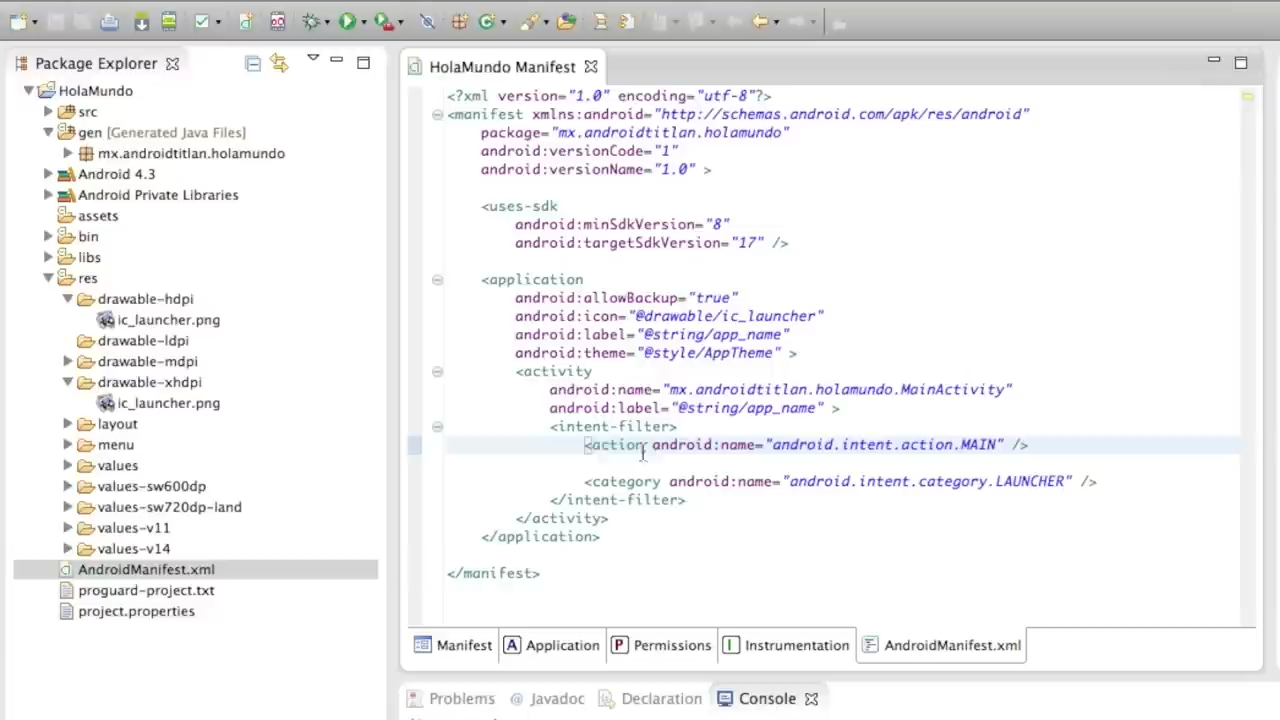 Package Explorer
HolaMundo
src
gen [Generated Java Files]
mx.androidtitlan.holamundo
Android 4.3
Android Private Libraries
assets
bin
libs
res
drawable-hdpi
ic_launcher.png
drawable-ldpi
drawable-mdpi
drawable-xhdpi
ic_launcher.png
layout
menu
values
values-sw600dp
values-sw720dp-land
values-v11
values-v14
AndroidManifest.xml
proguard-project.txt
project.properties
HolaMundo Manifest
<?xml version="1.0" encoding="utf-8"?>
<manifest xmlns:android="http://schemas.android.com/apk/res/android"
package="mx.androidtitlan.holamundo"
android:versionCode="1"
android:versionName="1.0" >
<uses-sdk
android:minSdkVersion="8"
android:targetSdkVersion="17" />
<application
android:allowBackup="true"
android:icon="@drawable/ic_launcher"
android:label="@string/app_name"
android:theme="@style/AppTheme" >
<activity
android:name="mx.androidtitlan.holamundo.MainActivity"
android:label="@string/app_name" >
<intent-filter>
<action android:name="android.intent.action.MAIN" />
<category android:name="android.intent.category.LAUNCHER" />
</intent-filter>
</activity>
</application>
</manifest>
Manifest A Application P Permissions I Instrumentation AndroidManifest.xml
Problems @ Javadoc Declaration Console